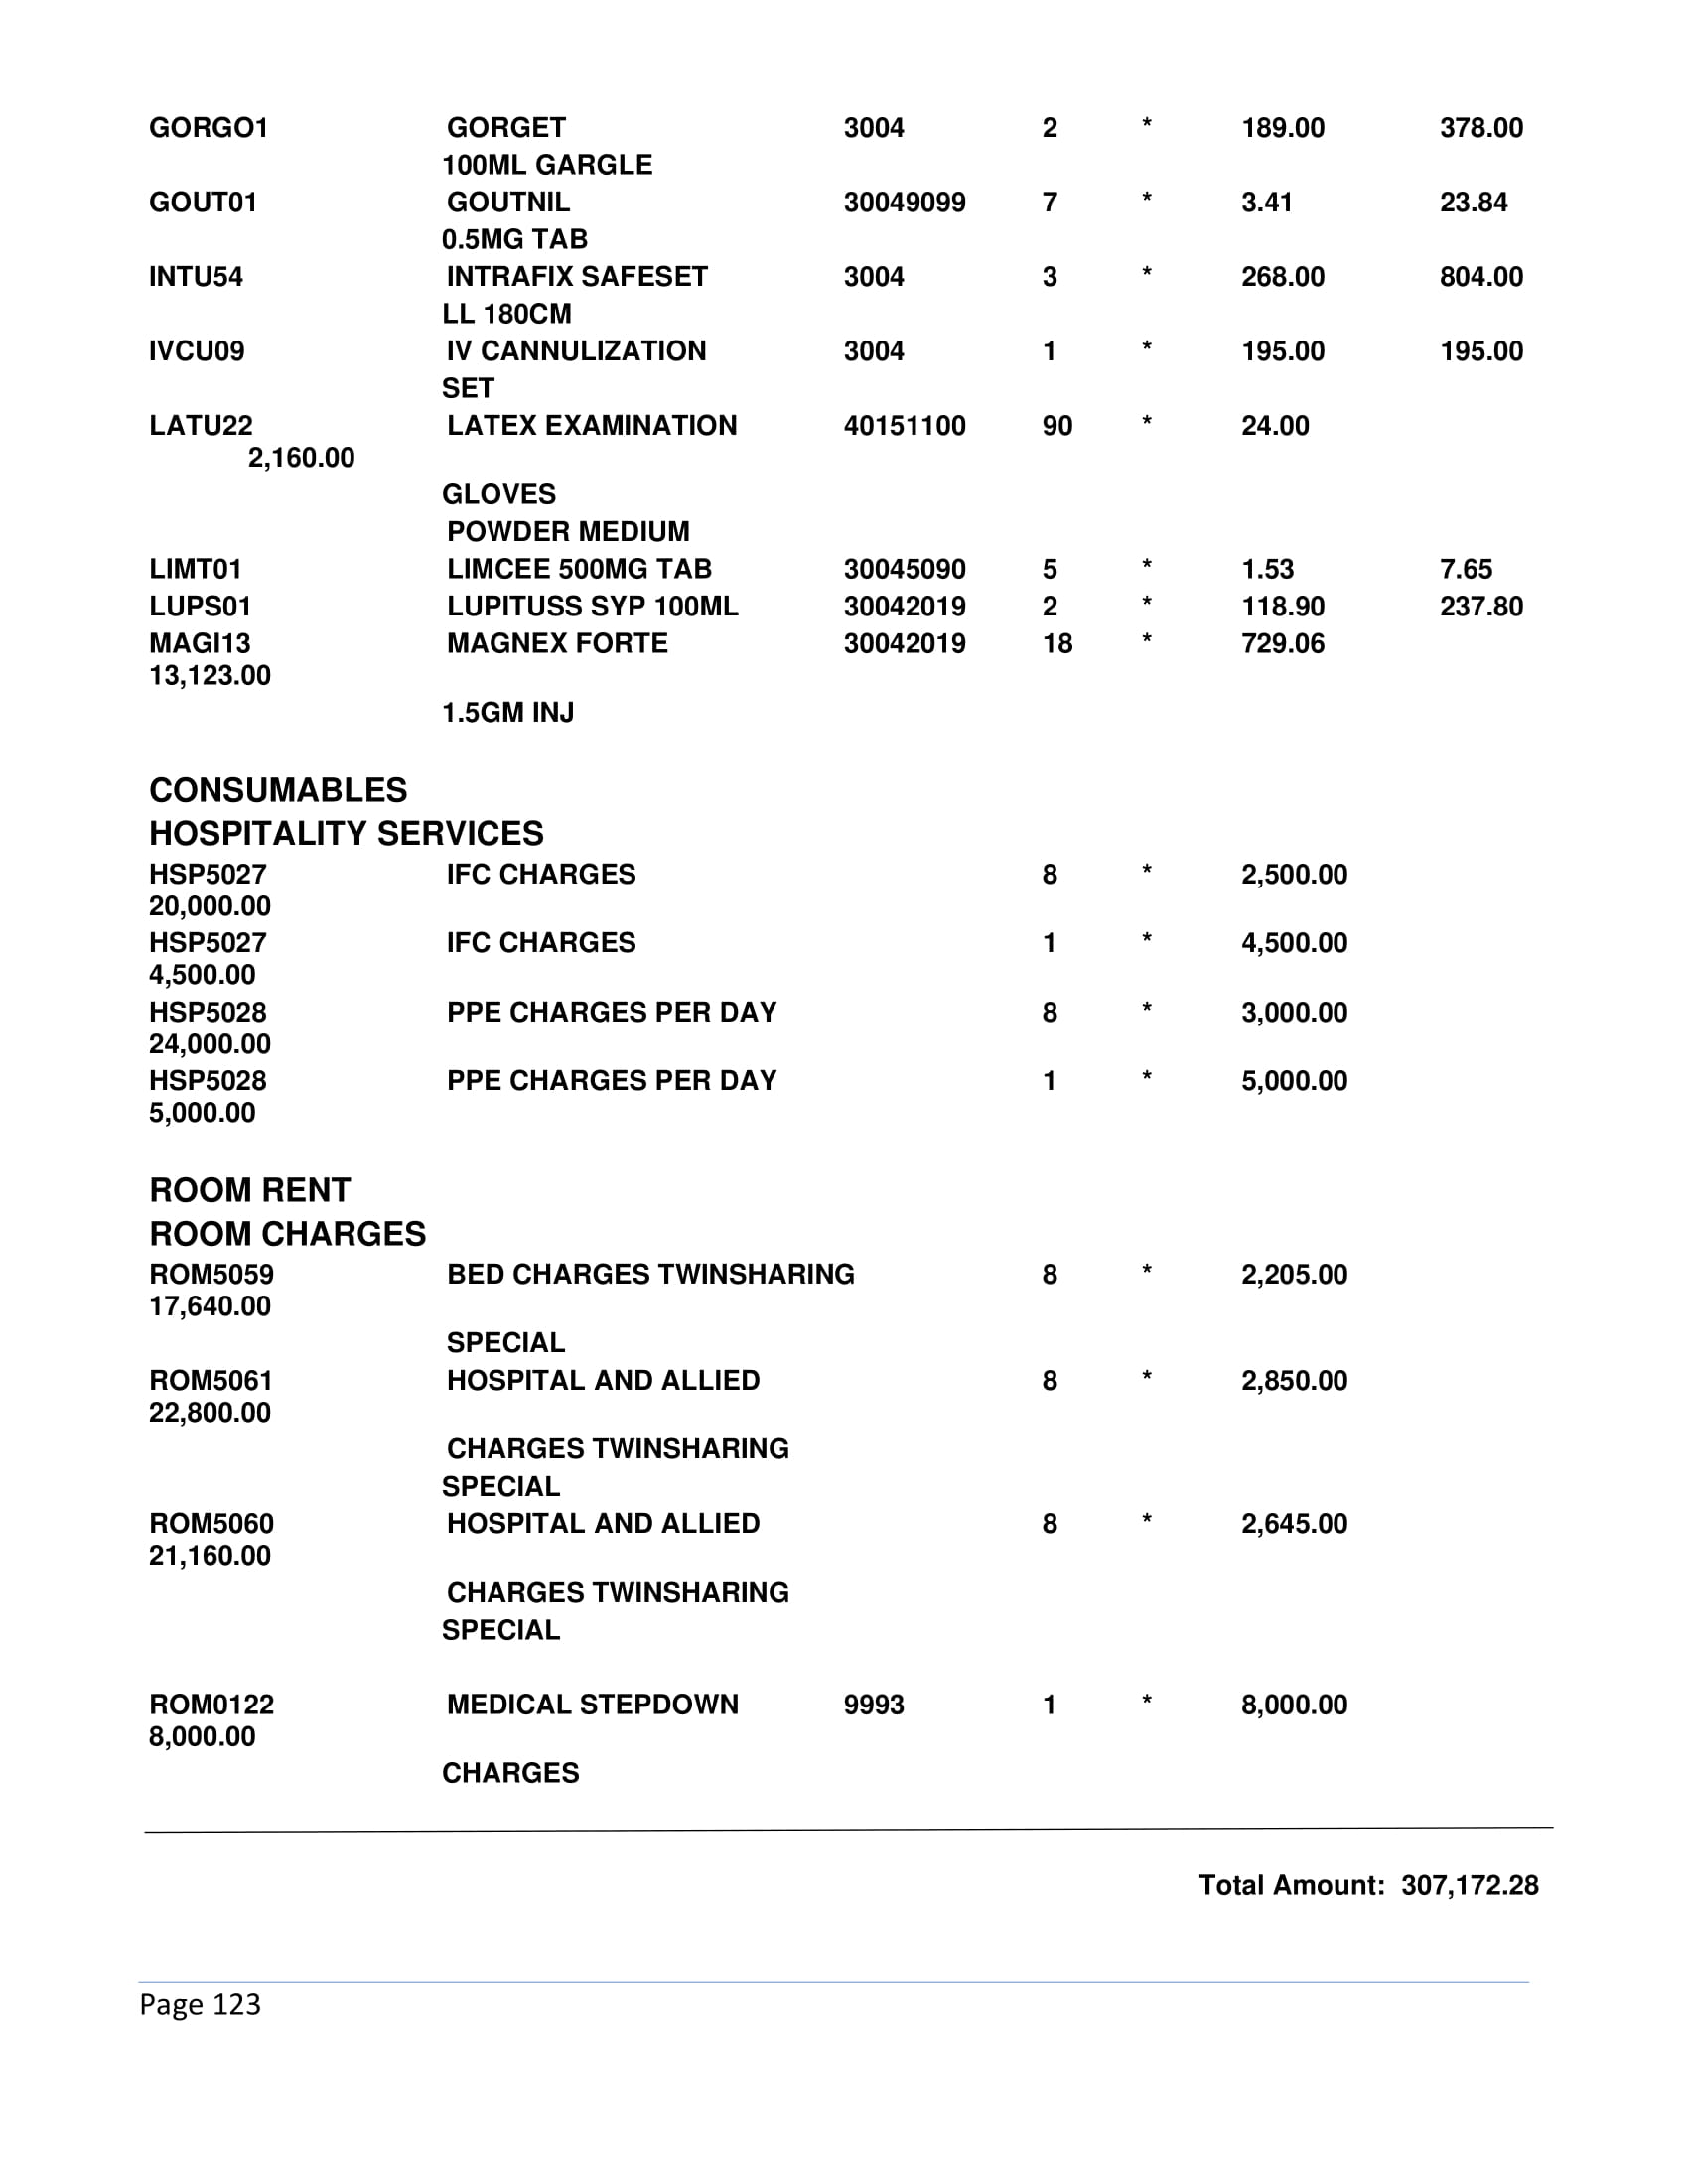 GORGO1 GORGET 3004 2 * 189.00 378.00
100ML GARGLE
GOUT01 GOUTNIL 30049099 7 * 3.41 23.84
0.5MG TAB
INTU54 INTRAFIX SAFESET 3004 3 * 268.00 804.00
LL 180CM
IVCU09 IV CANNULIZATION 3004 1 * 195.00 195.00
SET
LATU22 LATEX EXAMINATION 40151100 90 * 24.00
2,160.00
GLOVES
POWDER MEDIUM
LIMT01 LIMCEE 500MG TAB 30045090 5 * 1.53 7.65
LUPS01 LUPITUSS SYP 100ML 30042019 2 * 118.90 237.80
MAGI13 MAGNEX FORTE 30042019 18 * 729.06
13,123.00
1.5GM INJ
CONSUMABLES
HOSPITALITY SERVICES
HSP5027 IFC CHARGES 8 * 2,500.00
20,000.00
HSP5027 IFC CHARGES 1 * 4,500.00
4,500.00
HSP5028 PPE CHARGES PER DAY 8 * 3,000.00
24,000.00
HSP5028 PPE CHARGES PER DAY 1 * 5,000.00
5,000.00
ROOM RENT
ROOM CHARGES
ROM5059 BED CHARGES TWINSHARING 8 * 2,205.00
17,640.00
SPECIAL
ROM5061 HOSPITAL AND ALLIED 8 * 2,850.00
22,800.00
CHARGES TWINSHARING
SPECIAL
ROM5060 HOSPITAL AND ALLIED 8 * 2,645.00
21,160.00
CHARGES TWINSHARING
SPECIAL
ROM0122 MEDICAL STEPDOWN 9993 1 * 8,000.00
8,000.00
CHARGES
Total Amount: 307,172.28
Page 123